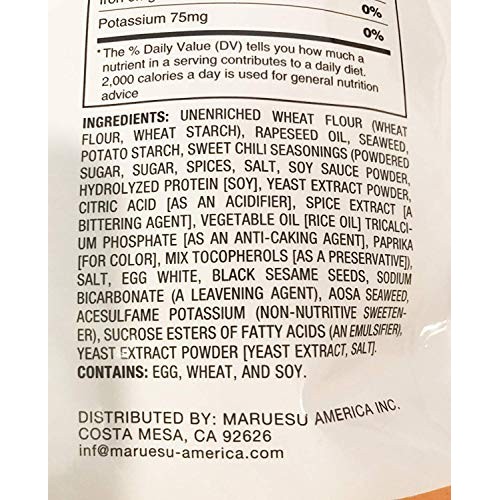 0%
Potassium 75mg
0%
* The % Daily Value (DV) tells you how much a
nutrient in a serving contributes to a daily diet.
2,000 calories a day is used for general nutrition
advice
INGREDIENTS: UNENRICHED WHEAT FLOUR (WHEAT
FLOUR, WHEAT STARCH), RAPESEED OIL, SEAWEED,
POTATO STARCH, SWEET CHILI SEASONINGS (POWDERED
SUGAR, SUGAR, SPICES, SALT, SOY SAUCE POWDER,
HYDROLYZED PROTEIN [SOY], YEAST EXTRACT POWDER,
CITRIC ACID [AS AN ACIDIFIER], SPICE EXTRACT [A
BITTERING AGENT], VEGETABLE OIL [RICE OIL] TRICALCI-
UM PHOSPHATE [AS AN ANTI-CAKING AGENT], PAPRIKA
[FOR COLOR], MIX TOCOPHEROLS [AS A PRESERVATIVE]),
SALT, EGG WHITE, BLACK SESAME SEEDS, SODIUM
BICARBONATE (A LEAVENING AGENT), AOSA SEAWEED,
ACESULFAME POTASSIUM (NON-NUTRITIVE SWEETEN-
ER), SUCROSE ESTERS OF FATTY ACIDS (AN EMULSIFIER),
YEAST EXTRACT POWDER [YEAST EXTRACT, SALT].
CONTAINS: EGG, WHEAT, AND SOY.
DISTRIBUTED BY: MARUESU AMERICA INC.
COSTA MESA, CA 92626
inf@maruesu-america.com